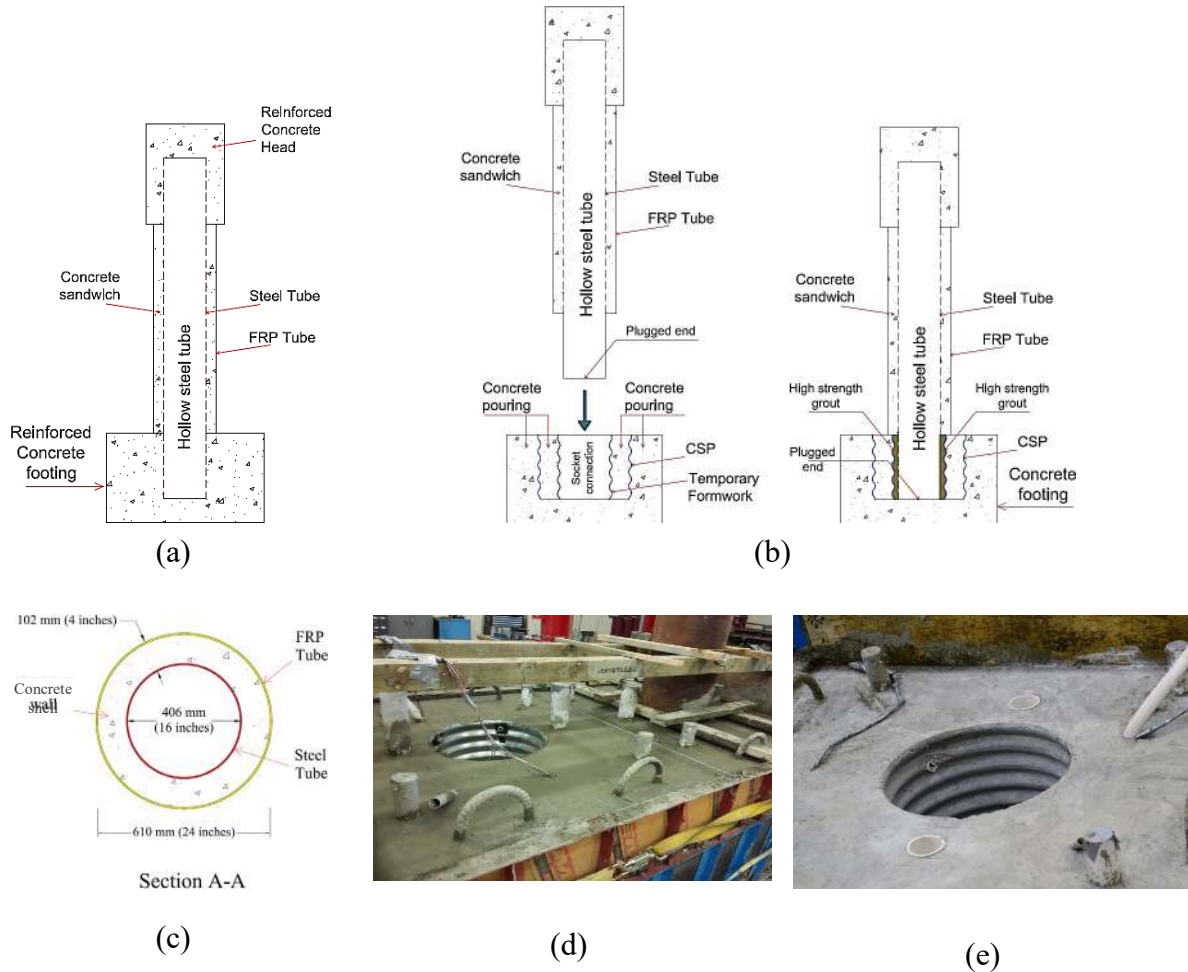 Reinforced
Concrete
Head
Concrete
sandwich
Steel Tube
FRP Tube
Hollow steel tube
Reinforced
Concrete
footing
(a)
Concrete
sandwich
Steel Tube
FRP Tube
Hollow steel tube
Plugged end
Concrete
pouring
Concrete
pouring
Socket
connection
CSP
Temporary
Formwork
Concrete
sandwich
Steel Tube
FRP Tube
Hollow steel tube
High strength
grout
High strength
grout
Plugged
end
CSP
Concrete
footing
(b)
102 mm (4 inches)
FRP
Tube
Concrete
wall
shell
406 mm
(16 inches)
Steel
Tube
610 mm (24 inches)
Section A-A
(c)
(d)
(e)